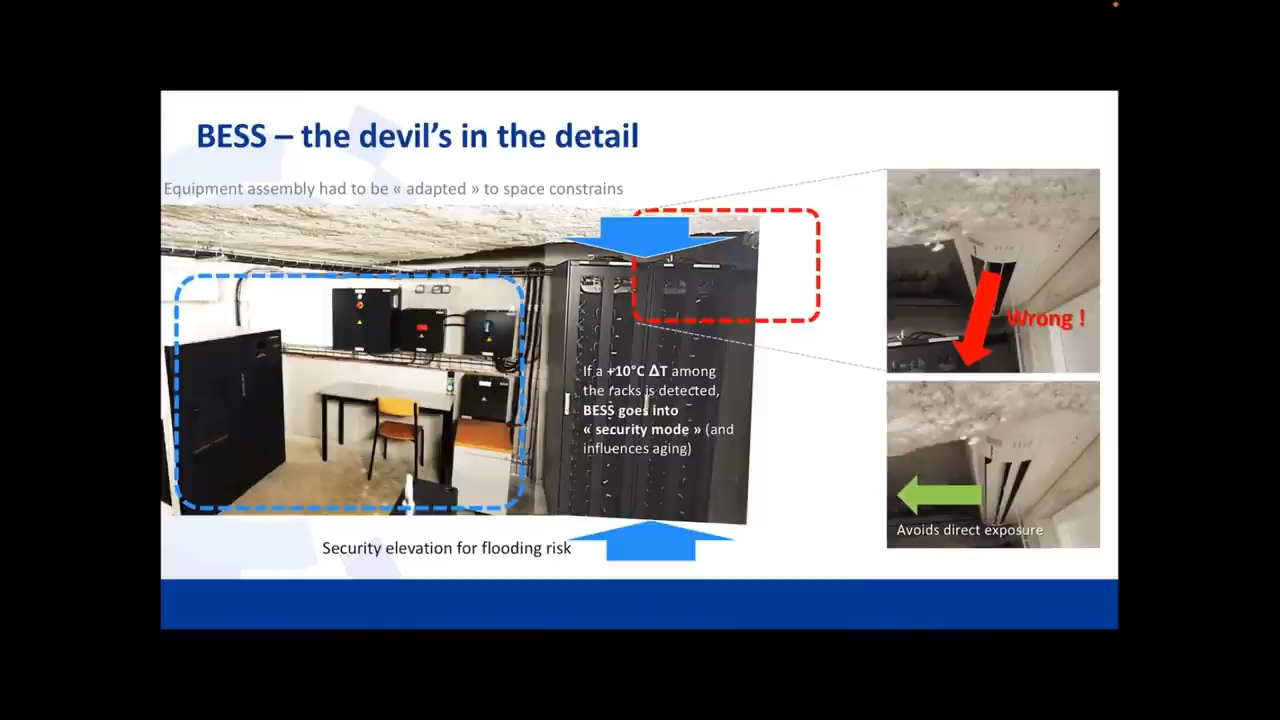 BESS – the devil’s in the detail
Equipment assembly had to be « adapted » to space constrains
If a +10°C ΔT among
the racks is detected,
BESS goes into
« security mode » (and
influences aging)
Security elevation for flooding risk
Wrong !
Avoids direct exposure